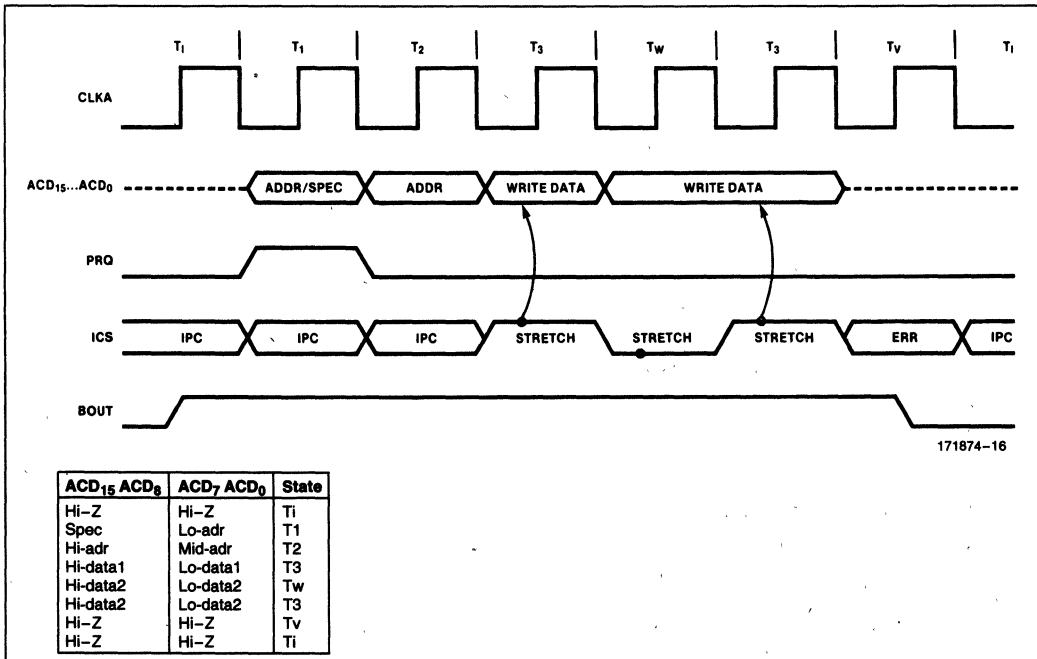 TI T1 T2 T3 TW T3 TV TI
CLKA
ACD15...ACD0 ADDR/SPEC ADDR WRITE DATA WRITE DATA
PRQ
ICS IPC IPC IPC STRETCH STRETCH STRETCH ERR IPC
BOUT
171874–16
ACD15 ACD8 ACD7 ACD0 State
Hi–Z Hi–Z Ti
Spec Lo-adr T1
Hi-adr Mid-adr T2
Hi-data1 Lo-data1 T3
Hi-data2 Lo-data2 Tw
Hi-data2 Lo-data2 T3
Hi–Z Hi–Z Tv
Hi–Z Hi–Z Ti